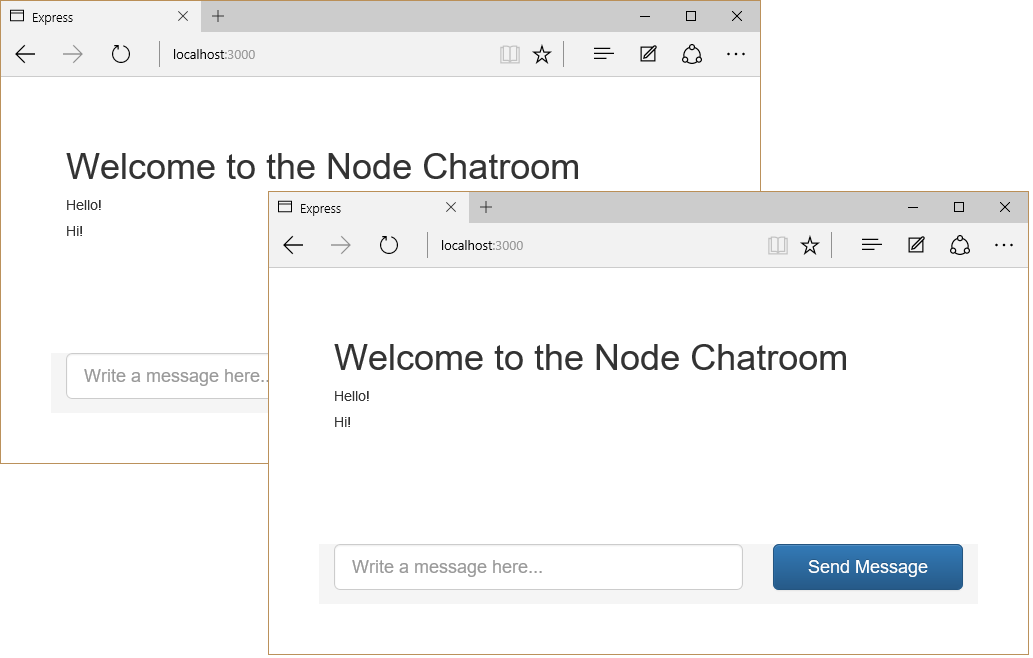 Express
localhost:3000
Welcome to the Node Chatroom
Hello!
Hi!
Write a message here..
Express
localhost:3000
Welcome to the Node Chatroom
Hello!
Hi!
Write a message here...
Send Message